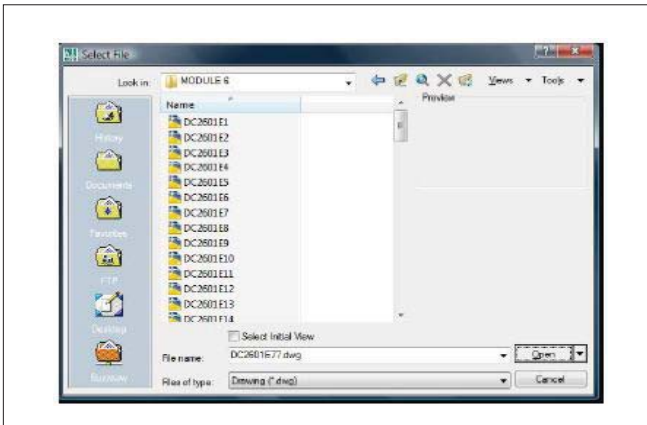 Select File
Look in:
MODULE 6
Views
Tools
Name
Preview
History
Documents
Favorites
FTP
Desktop
Buzzsaw
DC2601E1
DC2601E2
DC2601E3
DC2601E4
DC2601E5
DC2601E6
DC2601E7
DC2601E8
DC2601E9
DC2601E10
DC2601E11
DC2601E12
DC2601E13
DC2601E14
Select Initial View
File name:
DC2601E77.dwg
Open
Files of type:
Drawing (*.dwg)
Cancel